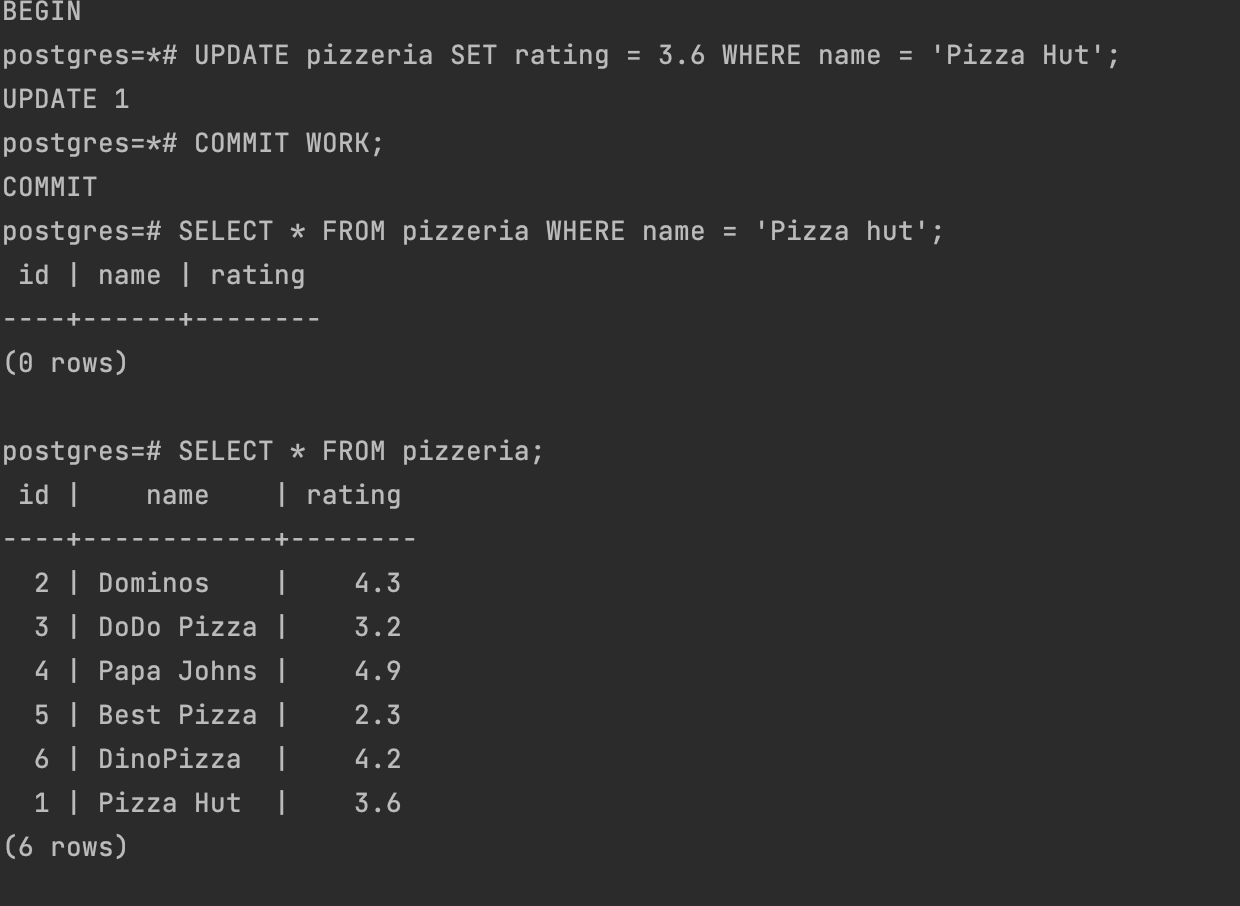 BEGIN
postgres=*# UPDATE pizzeria SET rating = 3.6 WHERE name = 'Pizza Hut';
UPDATE 1
postgres=*# COMMIT WORK;
COMMIT
postgres=# SELECT * FROM pizzeria WHERE name = 'Pizza hut';
 id | name | rating
----+------+--------
(0 rows)

postgres=# SELECT * FROM pizzeria;
 id |    name    | rating
----+------------+--------
  2 | Dominos    |    4.3
  3 | DoDo Pizza |    3.2
  4 | Papa Johns |    4.9
  5 | Best Pizza |    2.3
  6 | DinoPizza  |    4.2
  1 | Pizza Hut  |    3.6
(6 rows)